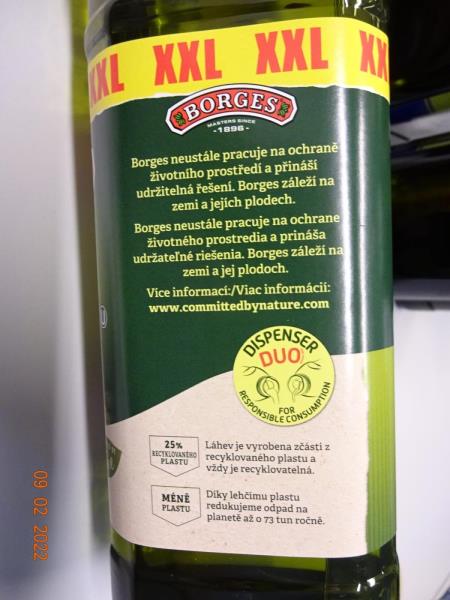 XXL XXL XXL XX
BORGES
MASTERS SINCE
-1896-
Borges neustále pracuje na ochraně
životního prostředí a přináší
udržitelná řešení. Borges záleží na
zemi a jejích plodech.
Borges neustále pracuje na ochrane
životného prostredia a prináša
udržateľné riešenia. Borges záleží na
zemi a jej plodoch.
Více informací:/Viac informácii:
www.committedbynature.com
DISPENSER
DUO
FOR
RESPONSIBLE CONSUMPTION
25%
RECYKLOVANÉHO
PLASTU
Láhev je vyrobena zčásti z
recyklovaného plastu a
vždy je recyklovatelná.
MÉNĚ
PLASTU
Díky lehčímu plastu
redukujeme odpad na
planetě až o 73 tun ročně.
09 02 2022